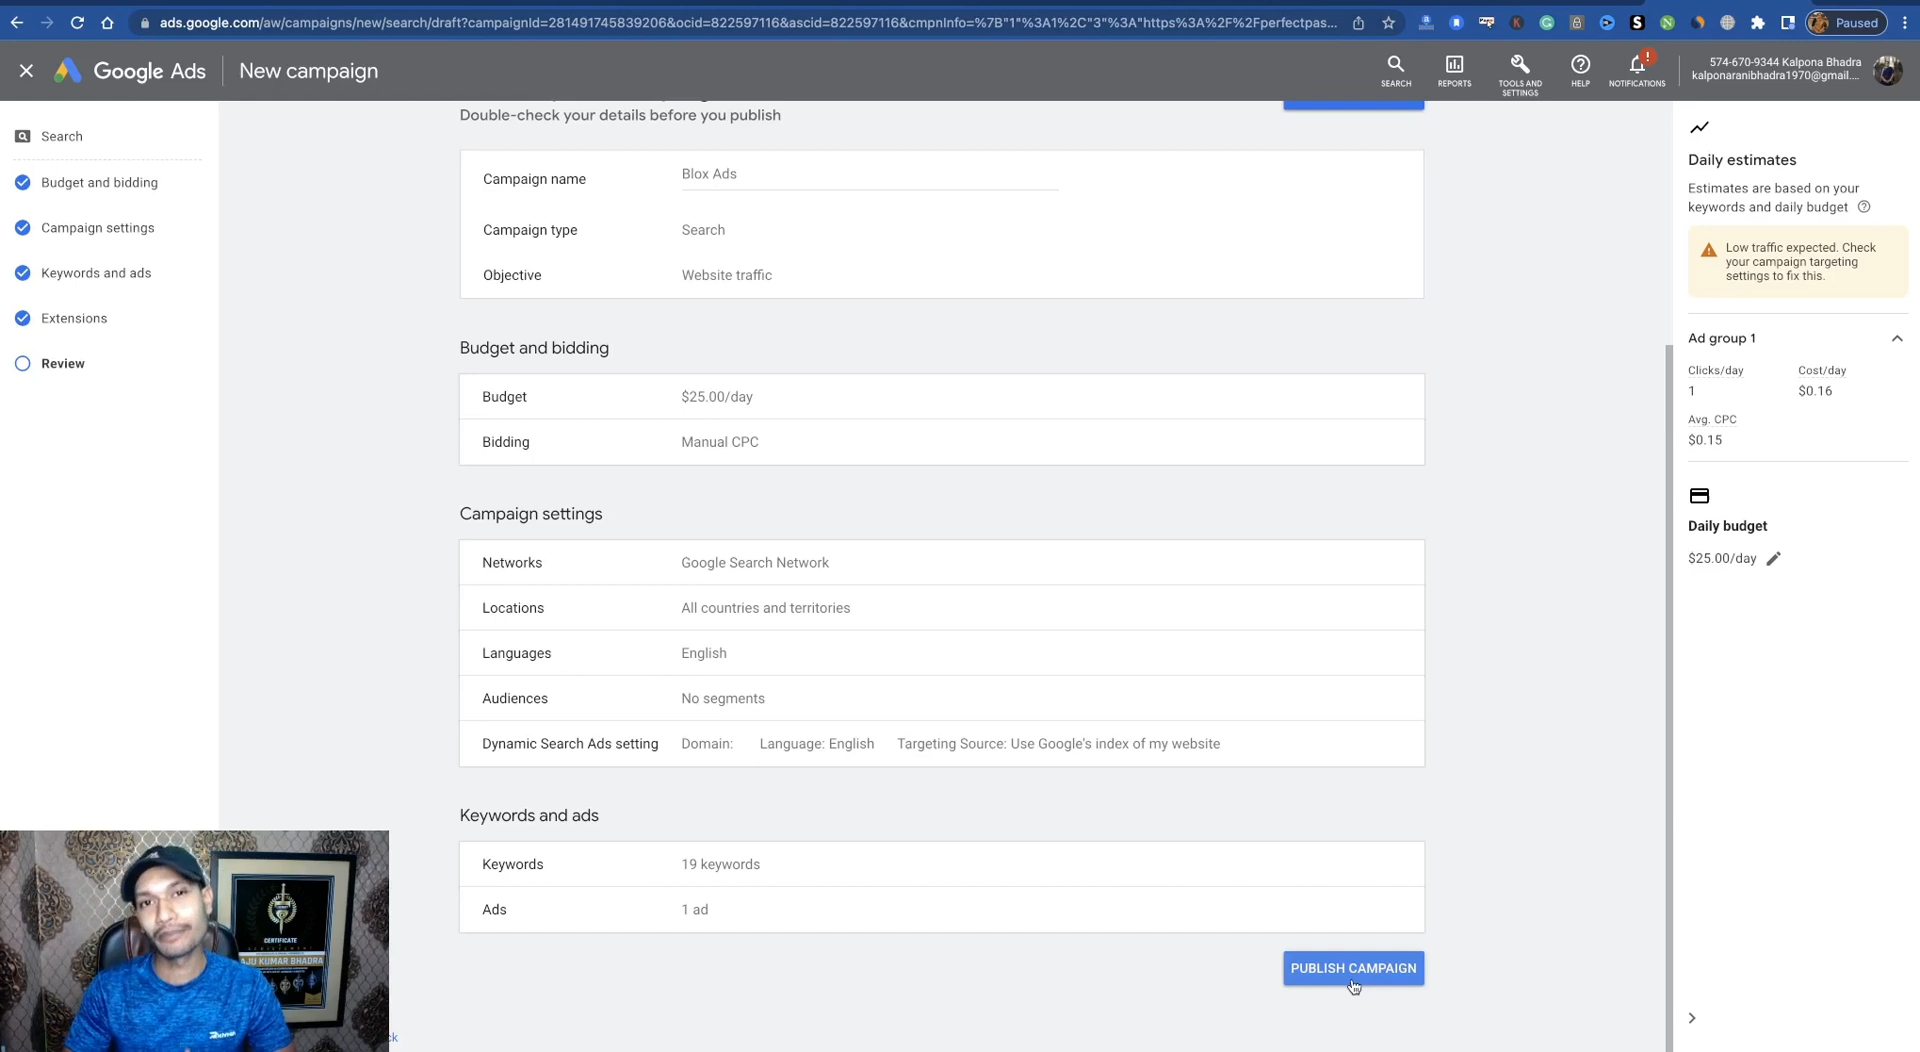 ads.google.com/aw/campaigns/new/search/draft?campaignId=281491745839206&ocid=822597116&ascid=822597116&cmpnInfo=%7B"1"%3A1%2C"3"%3A"https%3A%2F%2Fperfectpas...
Paused
Google Ads
New campaign
SEARCH
REPORTS
TOOLS AND SETTINGS
HELP
NOTIFICATIONS
574-670-9344 Kalpona Bhadra
kalponaranibhadra1970@gmail....
Search
Budget and bidding
Campaign settings
Keywords and ads
Extensions
Review
Double-check your details before you publish
Campaign name Blox Ads
Campaign type Search
Objective Website traffic
Budget and bidding
Budget $25.00/day
Bidding Manual CPC
Campaign settings
Networks Google Search Network
Locations All countries and territories
Languages English
Audiences No segments
Dynamic Search Ads setting Domain: Language: English Targeting Source: Use Google's index of my website
Keywords and ads
Keywords 19 keywords
Ads 1 ad
PUBLISH CAMPAIGN
Daily estimates
Estimates are based on your
keywords and daily budget
Low traffic expected. Check
your campaign targeting
settings to fix this.
Ad group 1
Clicks/day Cost/day
1 $0.16
Avg. CPC
$0.15
Daily budget
$25.00/day
CERTIFICATE
AJU KUMAR BHADRA
ck